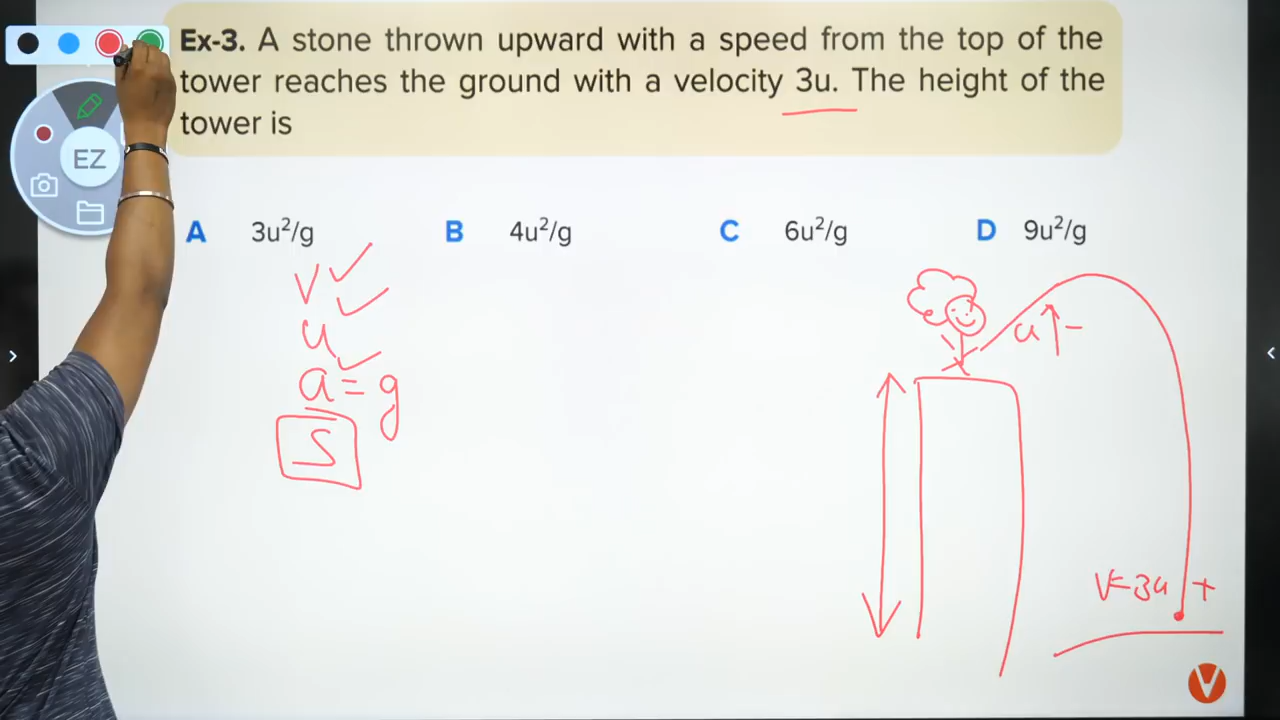 Ex-3. A stone thrown upward with a speed from the top of the
tower reaches the ground with a velocity 3u. The height of the
tower is
EZ
A 3u²/g B 4u²/g C 6u²/g D 9u²/g
V ✓
u ✓
a = g ✓
S
u ↑ -
V=3u +